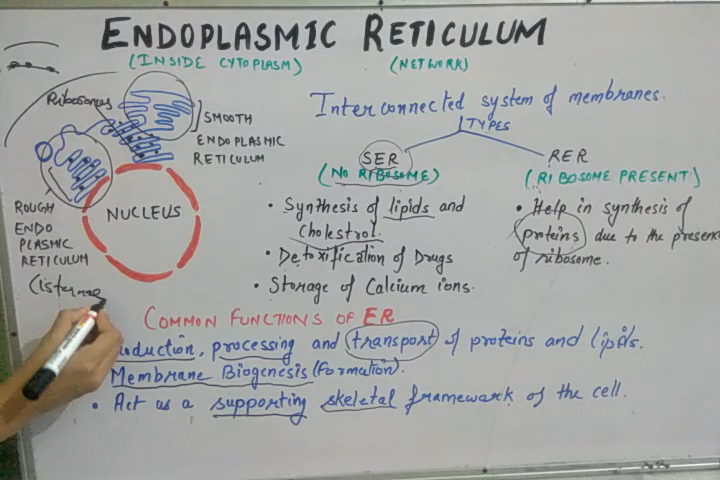 ENDOPLASMIC RETICULUM
(INSIDE CYTOPLASM) (NETWORK)
Ribosomes
SMOOTH
ENDOPLASMIC
RETICULUM
NUCLEUS
ROUGH
ENDO
PLASMIC
RETICULUM
(Cisternae
Interconnected system of membranes.
TYPES
SER
(NO RIBOSOME)
• Synthesis of lipids and
Cholestrol.
• Detoxification of Drugs
• Storage of Calcium ions.
RER
(RIBOSOME PRESENT)
• Help in synthesis of
proteins due to the presence
of ribosome.
COMMON FUNCTIONS OF ER
oduction, processing and transport of proteins and lipids.
Membrane Biogenesis (Formation).
• Act as a supporting skeletal framework of the cell.